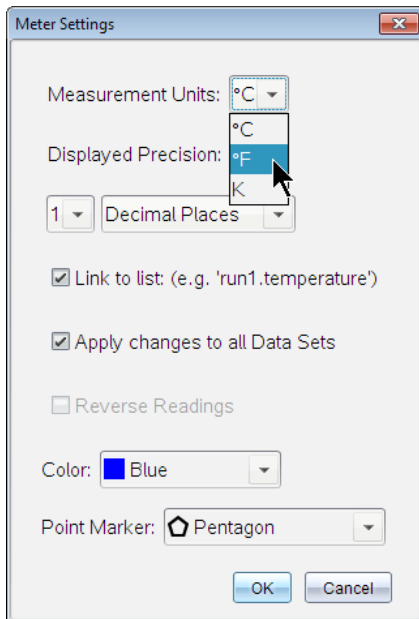 Meter Settings
Measurement Units: °C
°C
Displayed Precision:
°F
K
1 Decimal Places
Link to list: (e.g. 'run1.temperature')
Apply changes to all Data Sets
Reverse Readings
Color: Blue
Point Marker: Pentagon
OK Cancel